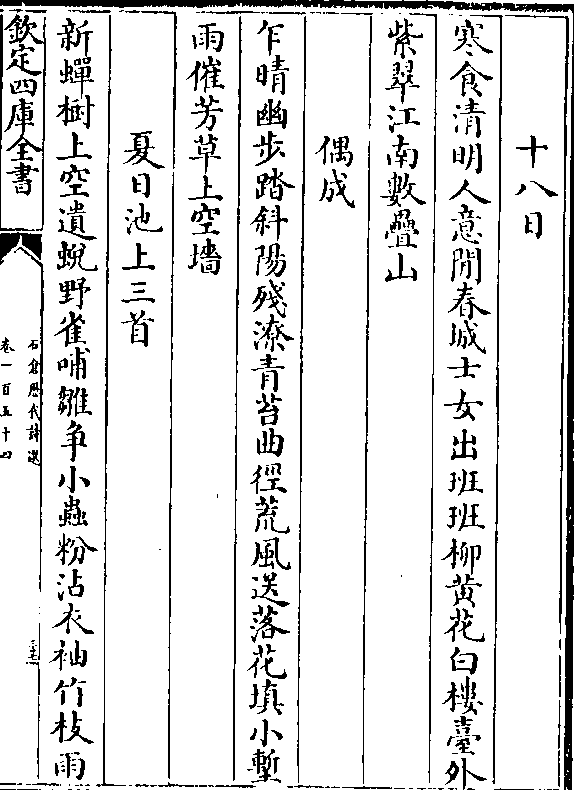 十八日
寒食清明人意閒春城士女出班班柳黄花白樓臺外
紫翠江南數疊山
偶成
乍晴幽步踏斜陽殘潦青苔曲徑荒風送落花填小塹
雨催芳草上空墻
夏日池上三首
新蟬樹上空遺蛻野雀哺雛争小蟲粉沾衣袖竹枝雨
欽定四庫全書
石倉歷代詩選
卷一百五十四